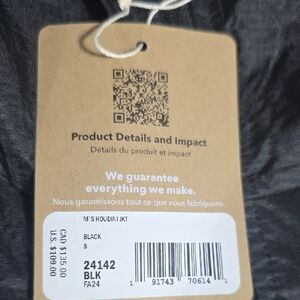 Product Details and Impact
Détails du produit et impact
We guarantee
everything we make.
Nous garantissons tout ce que nous fabriquons.
M'S HOUDINI JKT
BLACK
S
24142
BLK
FA24
CAD $135.00
U.S. $109.00
1 91743 70614 1